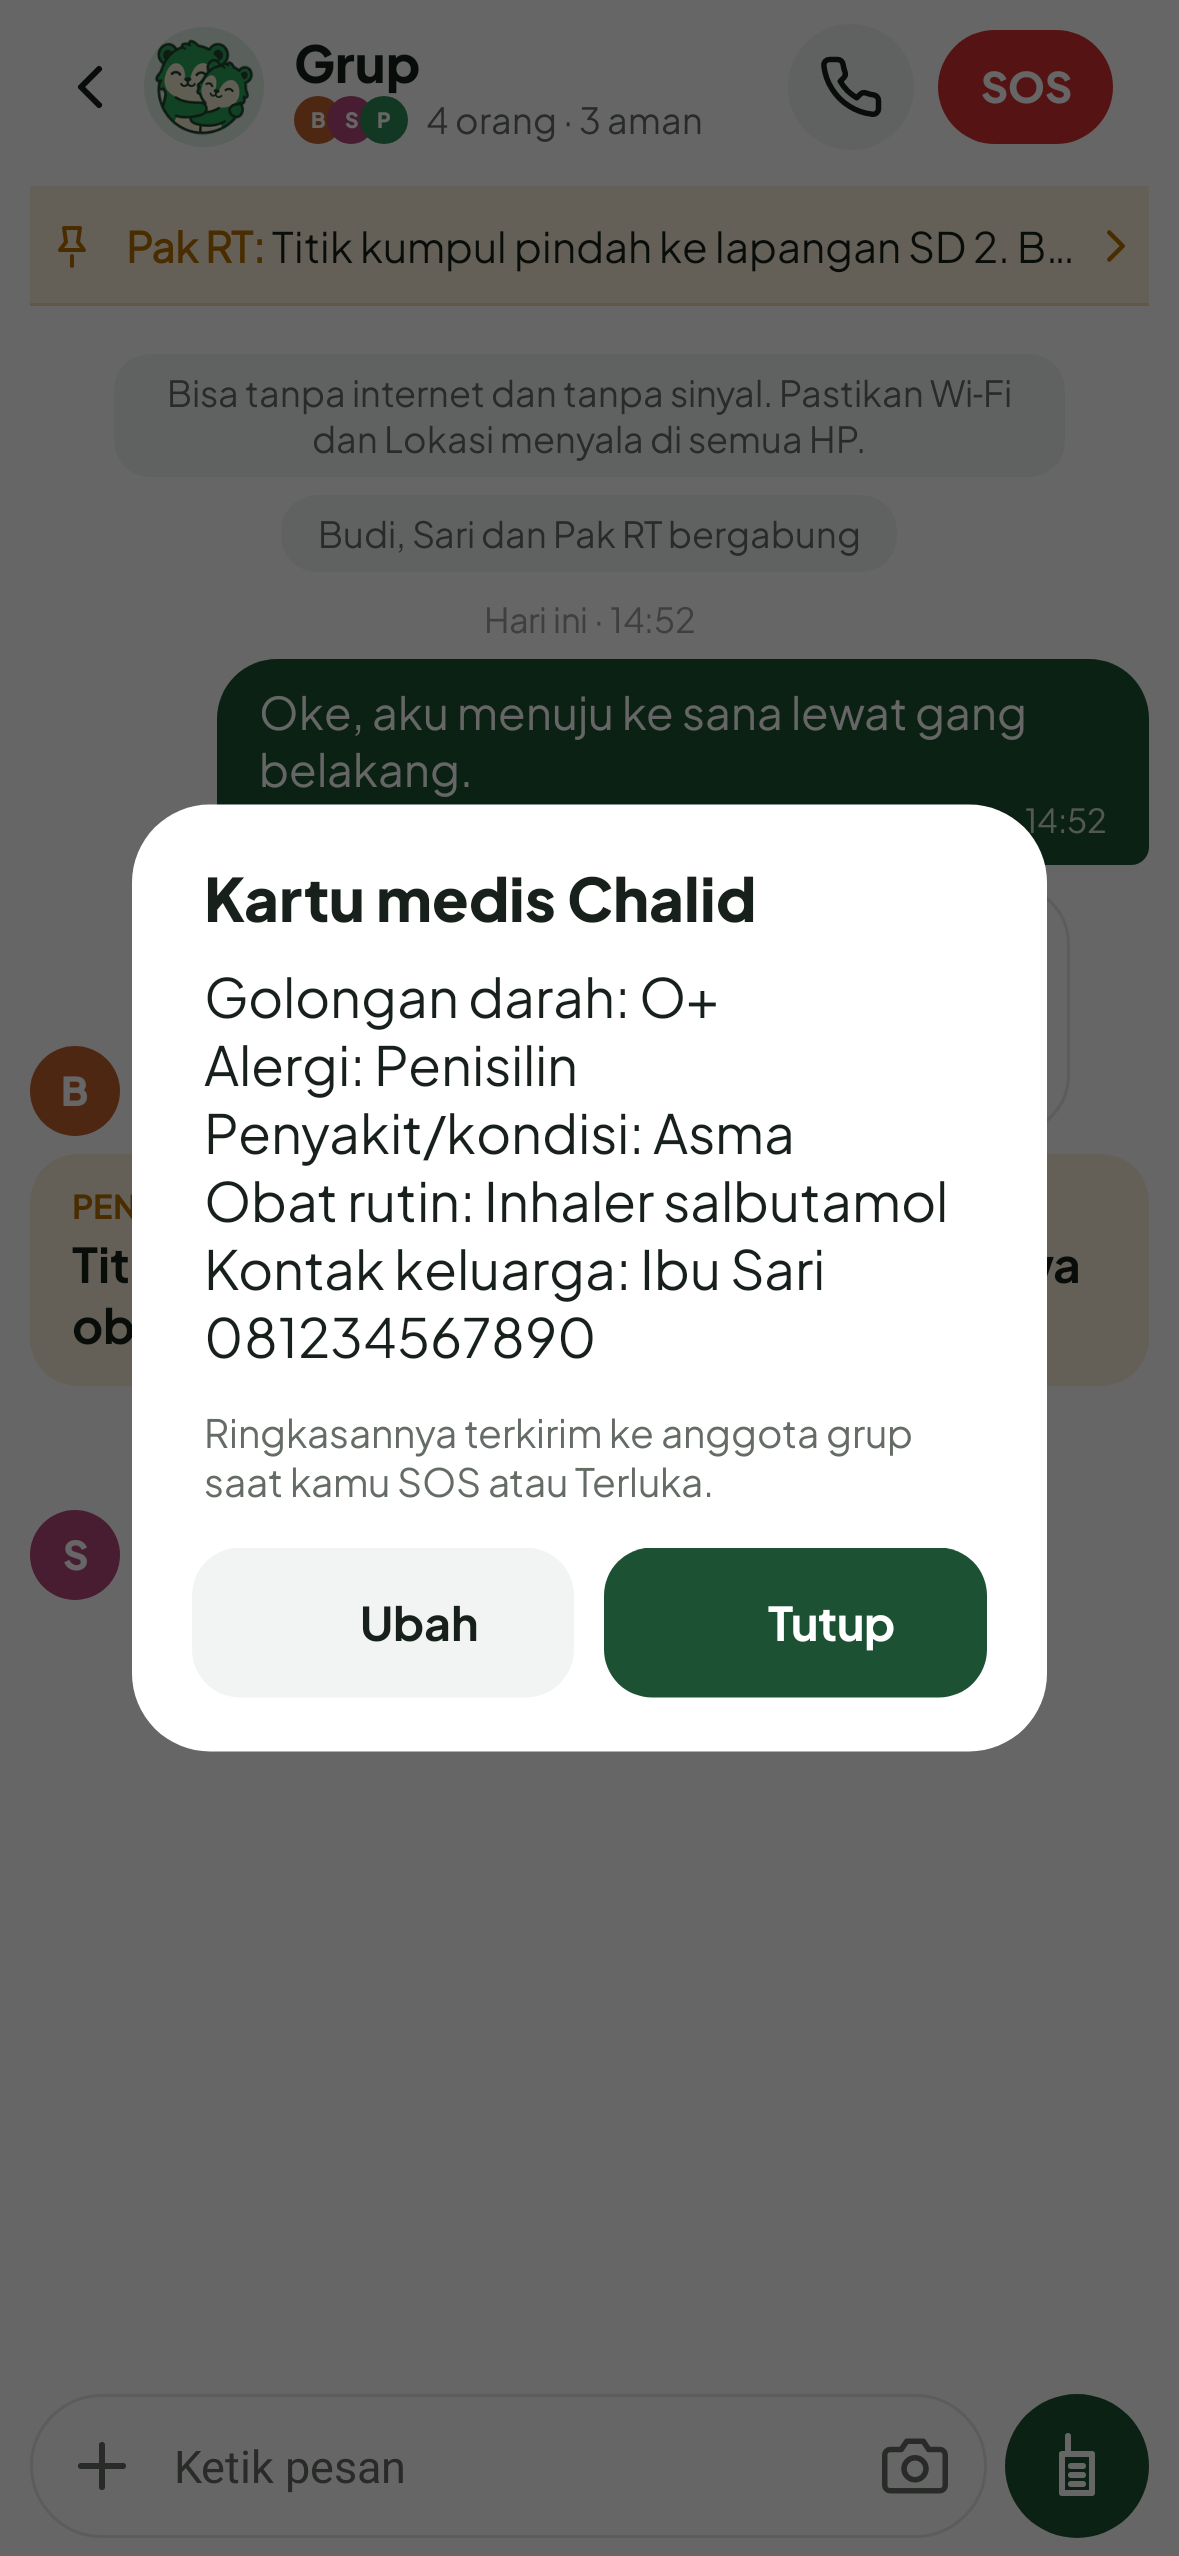 Grup
B S P 4 orang · 3 aman
SOS
Pak RT: Titik kumpul pindah ke lapangan SD 2. B...
Bisa tanpa internet dan tanpa sinyal. Pastikan Wi-Fi
dan Lokasi menyala di semua HP.
Budi, Sari dan Pak RT bergabung
Hari ini · 14:52
Oke, aku menuju ke sana lewat gang
belakang.
14:52
Kartu medis Chalid
Golongan darah: O+
Alergi: Penisilin
Penyakit/kondisi: Asma
Obat rutin: Inhaler salbutamol
Kontak keluarga: Ibu Sari
081234567890
Ringkasannya terkirim ke anggota grup
saat kamu SOS atau Terluka.
Ubah
Tutup
B
S
Ketik pesan